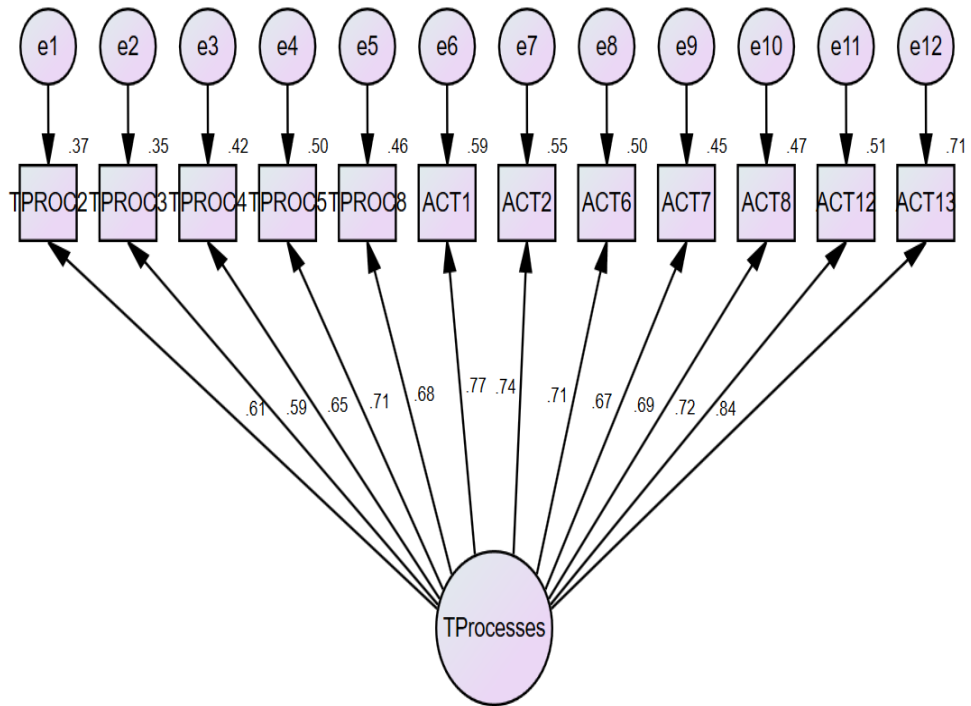 e1 e2 e3 e4 e5 e6 e7 e8 e9 e10 e11 e12
.37 .35 .42 .50 .46 .59 .55 .50 .45 .47 .51 .71
TPROC2 TPROC3 TPROC4 TPROC5 TPROC8 ACT1 ACT2 ACT6 ACT7 ACT8 ACT12 ACT13
.61 .59 .65 .71 .68 .77 .74 .71 .67 .69 .72 .84
TProcesses